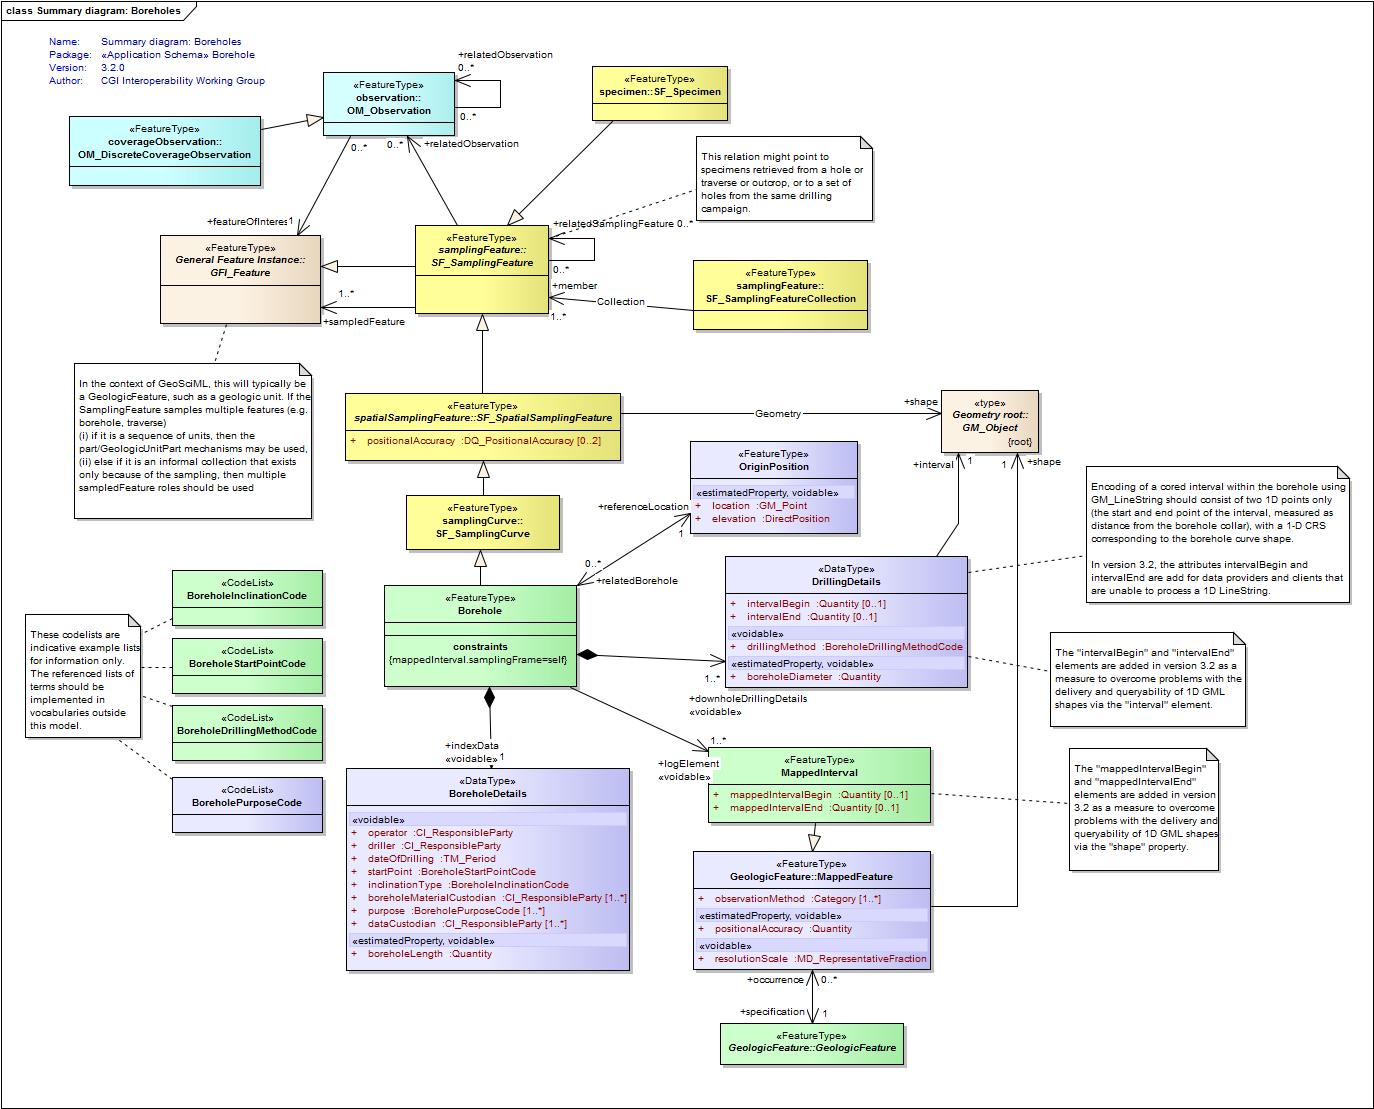 class Summary diagram: Boreholes
Name: Summary diagram: Boreholes
Package: «Application Schema» Borehole
Version: 3.2.0
Author: CGI Interoperability Working Group
+relatedObservation
0..*
«FeatureType»
observation::
OM_Observation
0..*
«FeatureType»
specimen::SF_Specimen
«FeatureType»
coverageObservation::
OM_DiscreteCoverageObservation
0..*
0..*
+relatedObservation
This relation might point to
specimens retrieved from a hole or
traverse or outcrop, or to a set of
holes from the same drilling
campaign.
+featureOfInteres 1
+relatedSamplingFeature 0..*
«FeatureType»
General Feature Instance::
GFI_Feature
«FeatureType»
samplingFeature::
SF_SamplingFeature
0..*
+member
Collection
1..*
«FeatureType»
samplingFeature::
SF_SamplingFeatureCollection
1..*
+sampledFeature
In the context of GeoSciML, this will typically be
a GeologicFeature, such as a geologic unit. If the
SamplingFeature samples multiple features (e.g.
borehole, traverse)
(i) if it is a sequence of units, then the
part/GeologicUnitPart mechanisms may be used,
(ii) else if it is an informal collection that exists
only because of the sampling, then multiple
sampledFeature roles should be used
«FeatureType»
spatialSamplingFeature::SF_SpatialSamplingFeature
+ positionalAccuracy :DQ_PositionalAccuracy [0..2]
Geometry
+shape
«type»
Geometry root::
GM_Object
{root}
+interval
1
1
+shape
«FeatureType»
OriginPosition
«estimatedProperty, voidable»
+ location :GM_Point
+ elevation :DirectPosition
«FeatureType»
samplingCurve::
SF_SamplingCurve
+referenceLocation
1
0..*
+relatedBorehole
Encoding of a cored interval within the borehole using
GM_LineString should consist of two 1D points only
(the start and end point of the interval, measured as
distance from the borehole collar), with a 1-D CRS
corresponding to the borehole curve shape.
In version 3.2, the attributes intervalBegin and
intervalEnd are add for data providers and clients that
are unable to process a 1D LineString.
«FeatureType»
Borehole
constraints
{mappedInterval.samplingFrame=self}
«DataType»
DrillingDetails
+ intervalBegin :Quantity [0..1]
+ intervalEnd :Quantity [0..1]
«voidable»
+ drillingMethod :BoreholeDrillingMethodCode
«estimatedProperty, voidable»
+ boreholeDiameter :Quantity
1..*
+downholeDrillingDetails
«voidable»
The "intervalBegin" and "intervalEnd"
elements are added in version 3.2 as a
measure to overcome problems with the
delivery and queryability of 1D GML
shapes via the "interval" element.
These codelists are
indicative example lists
for information only.
The referenced lists of
terms should be
implemented in
vocabularies outside
this model.
«CodeList»
BoreholeInclinationCode
«CodeList»
BoreholeStartPointCode
«CodeList»
BoreholeDrillingMethodCode
«CodeList»
BoreholePurposeCode
+indexData
«voidable» 1
1..*
+logElement
«voidable»
«FeatureType»
MappedInterval
+ mappedIntervalBegin :Quantity [0..1]
+ mappedIntervalEnd :Quantity [0..1]
The "mappedIntervalBegin"
and "mappedIntervalEnd"
elements are added in version
3.2 as a measure to overcome
problems with the delivery and
queryability of 1D GML shapes
via the "shape" property.
«DataType»
BoreholeDetails
«voidable»
+ operator :CI_ResponsibleParty
+ driller :CI_ResponsibleParty
+ dateOfDrilling :TM_Period
+ startPoint :BoreholeStartPointCode
+ inclinationType :BoreholeInclinationCode
+ boreholeMaterialCustodian :CI_ResponsibleParty [1..*]
+ purpose :BoreholePurposeCode [1..*]
+ dataCustodian :CI_ResponsibleParty [1..*]
«estimatedProperty, voidable»
+ boreholeLength :Quantity
«FeatureType»
GeologicFeature::MappedFeature
+ observationMethod :Category [1..*]
«estimatedProperty, voidable»
+ positionalAccuracy :Quantity
«voidable»
+ resolutionScale :MD_RepresentativeFraction
+occurrence 0..*
+specification 1
«FeatureType»
GeologicFeature::GeologicFeature